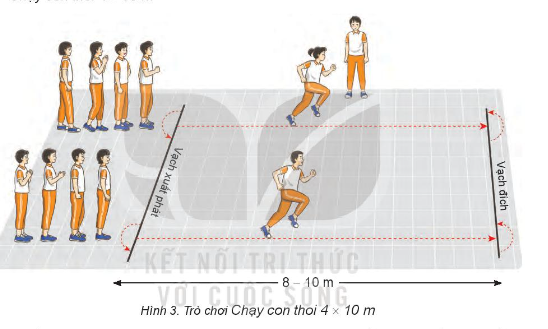 Vạch xuất phát
Vạch đích
KẾT NỐI TRI THỨC
VỚI CUỘC SỐNG
8 – 10 m
Hình 3. Trò chơi Chạy con thoi 4 × 10 m